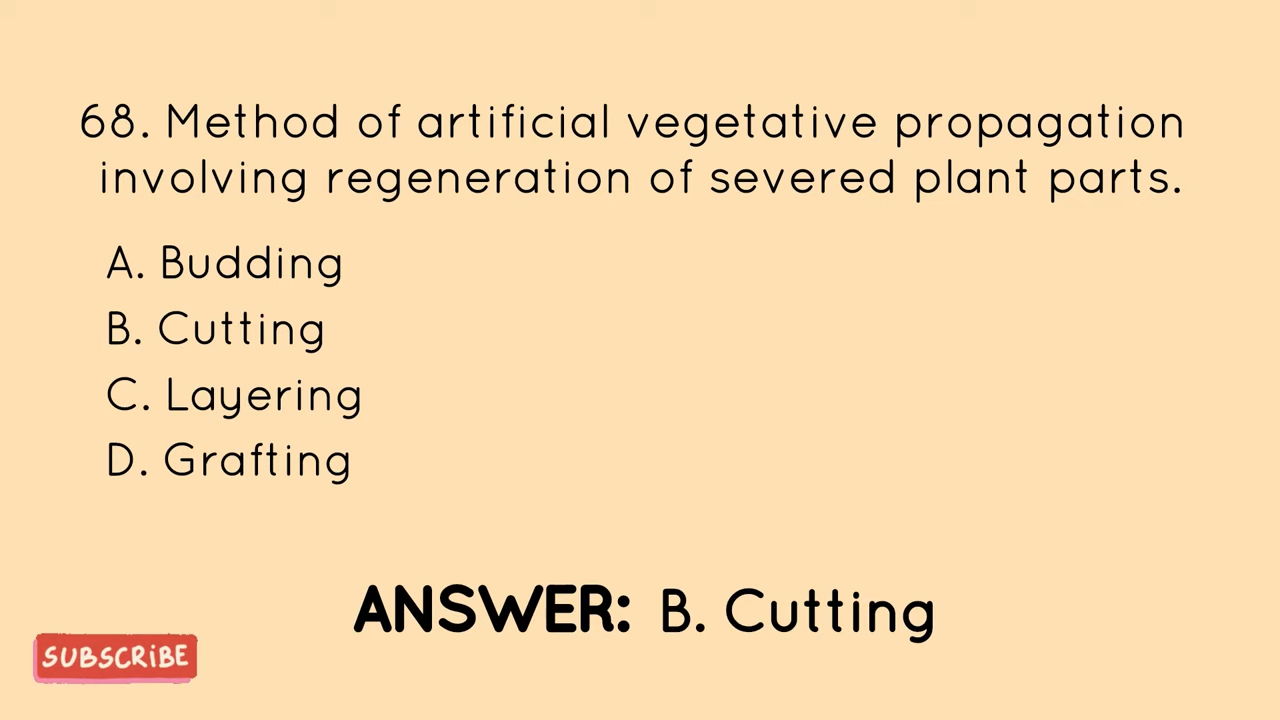 68. Method of artificial vegetative propagation
involving regeneration of severed plant parts.
A. Budding
B. Cutting
C. Layering
D. Grafting
ANSWER: B. Cutting
SUBSCRiBE